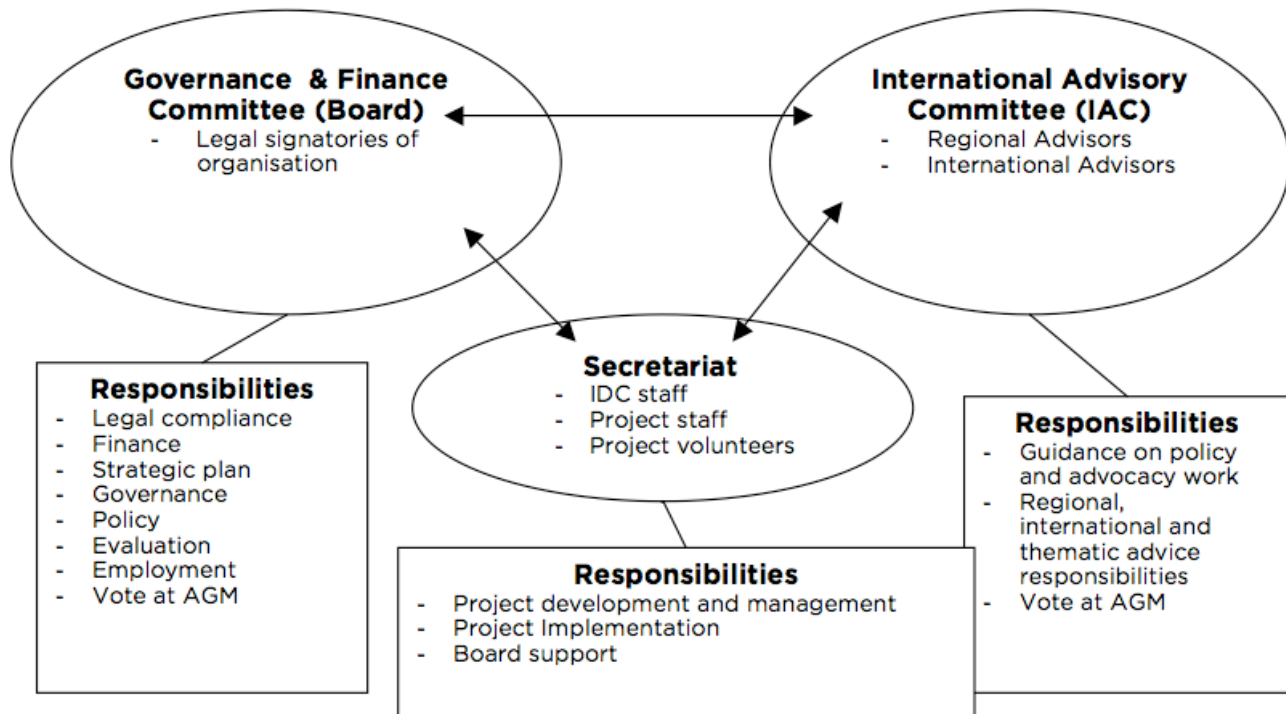 Governance & Finance
Committee (Board)
- Legal signatories of
organisation
International Advisory
Committee (IAC)
- Regional Advisors
- International Advisors
Secretariat
- IDC staff
- Project staff
- Project volunteers
Responsibilities
- Legal compliance
- Finance
- Strategic plan
- Governance
- Policy
- Evaluation
- Employment
- Vote at AGM
Responsibilities
- Project development and management
- Project Implementation
- Board support
Responsibilities
- Guidance on policy
and advocacy work
- Regional,
international and
thematic advice
responsibilities
- Vote at AGM